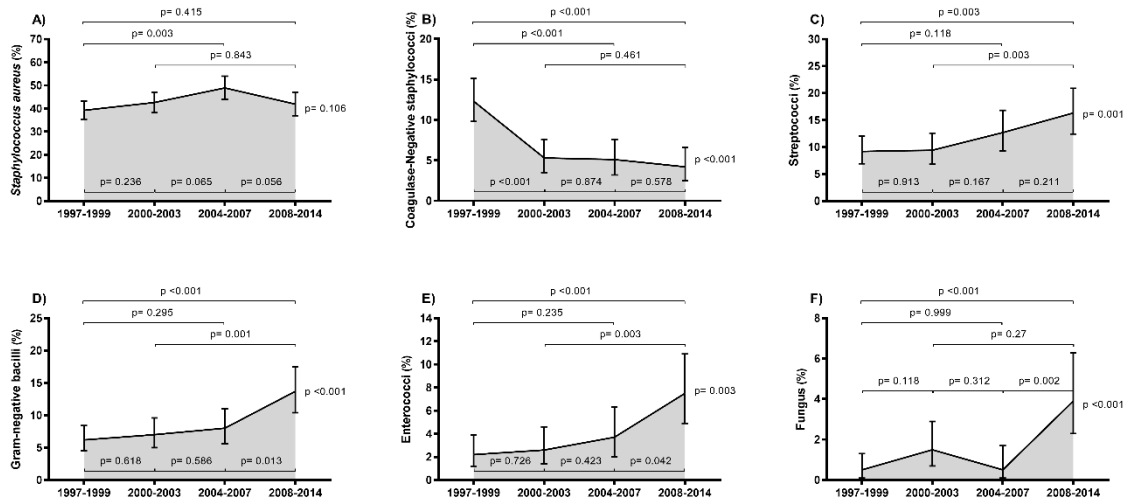 A)
p= 0.415
p= 0.003
p= 0.843
Staphylococcus aureus (%)
70
60
50
40
30
20
10
0
p= 0.106
p= 0.236
p= 0.065
p= 0.056
1997-1999
2000-2003
2004-2007
2008-2014
B)
p <0.001
p <0.001
p= 0.461
Coagulase-Negative staphylococci (%)
20
15
10
5
0
p <0.001
p <0.001
p= 0.874
p= 0.578
1997-1999
2000-2003
2004-2007
2008-2014
C)
p= 0.003
p= 0.118
p= 0.003
Streptococci (%)
30
25
20
15
10
5
0
p= 0.001
p= 0.913
p= 0.167
p= 0.211
1997-1999
2000-2003
2004-2007
2008-2014
D)
p <0.001
p= 0.295
p= 0.001
Gram-negative bacilli (%)
25
20
15
10
5
0
p <0.001
p= 0.618
p= 0.586
p= 0.013
1997-1999
2000-2003
2004-2007
2008-2014
E)
p <0.001
p= 0.235
p= 0.003
Enterococci (%)
14
12
10
8
6
4
2
0
p= 0.003
p= 0.726
p= 0.423
p= 0.042
1997-1999
2000-2003
2004-2007
2008-2014
F)
p <0.001
p= 0.999
p= 0.27
Fungus (%)
8
6
4
2
0
p= 0.118
p= 0.312
p= 0.002
p <0.001
1997-1999
2000-2003
2004-2007
2008-2014